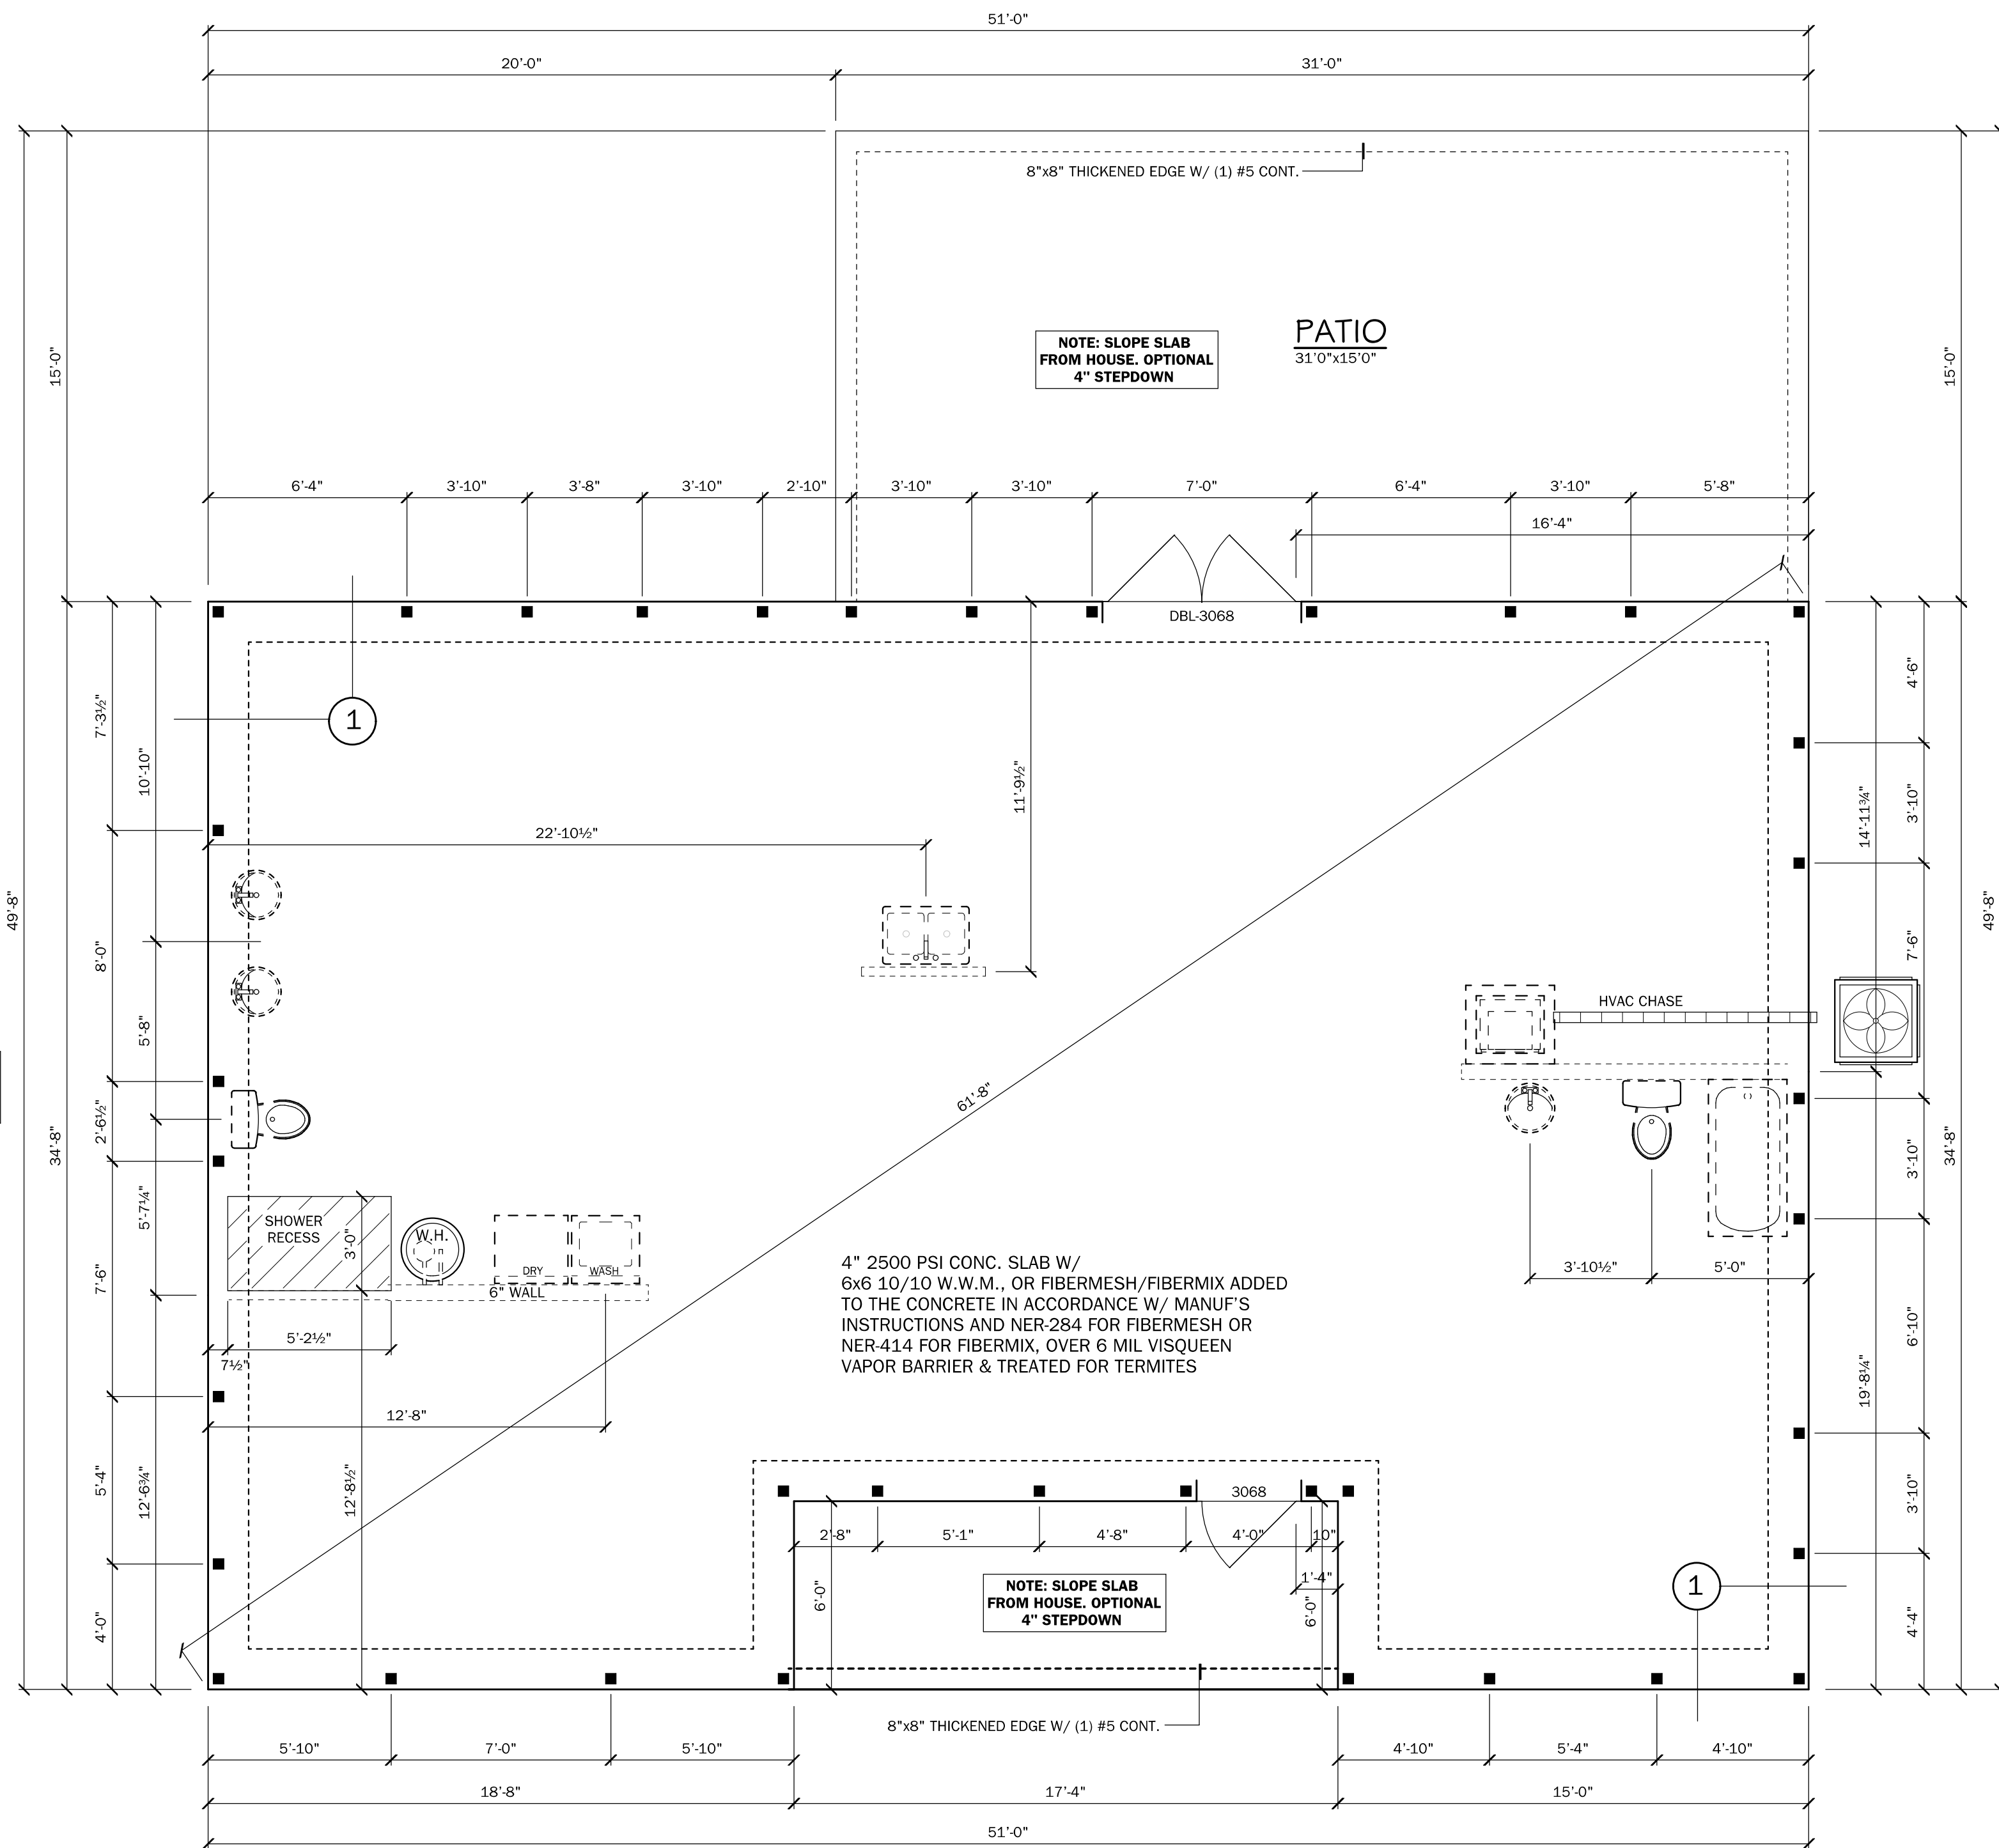 51'-0"
20'-0"
31'-0"
8"x8" THICKENED EDGE W/ (1) #5 CONT.
15'-0"
15'-0"
NOTE: SLOPE SLAB
FROM HOUSE. OPTIONAL
4" STEPDOWN
PATIO
31'0"x15'0"
6'-4"
3'-10"
3'-8"
3'-10"
2'-10"
3'-10"
3'-10"
7'-0"
6'-4"
3'-10"
5'-8"
16'-4"
DBL-3068
1
7'-3½"
10'-10"
4'-6"
3'-10"
14'-11¾"
11'-9½"
22'-10½"
49'-8"
49'-8"
8'-0"
7'-6"
5'-8"
HVAC CHASE
61'-8"
34'-8"
34'-8"
2'-6½"
3'-10"
5'-7¼"
SHOWER
RECESS
3'-0"
W.H.
DRY
WASH
6" WALL
7'-6"
3'-10½"
5'-0"
4" 2500 PSI CONC. SLAB W/
6x6 10/10 W.W.M., OR FIBERMESH/FIBERMIX ADDED
TO THE CONCRETE IN ACCORDANCE W/ MANUF'S
INSTRUCTIONS AND NER-284 FOR FIBERMESH OR
NER-414 FOR FIBERMIX, OVER 6 MIL VISQUEEN
VAPOR BARRIER & TREATED FOR TERMITES
5'-2½"
7½"
6'-10"
19'-8¼"
12'-8"
5'-4"
12'-6¾"
12'-8½"
3'-10"
3068
2'-8"
5'-1"
4'-8"
4'-0"
10"
1'-4"
6'-0"
6'-0"
NOTE: SLOPE SLAB
FROM HOUSE. OPTIONAL
4" STEPDOWN
1
4'-0"
4'-4"
8"x8" THICKENED EDGE W/ (1) #5 CONT.
5'-10"
7'-0"
5'-10"
4'-10"
5'-4"
4'-10"
18'-8"
17'-4"
15'-0"
51'-0"